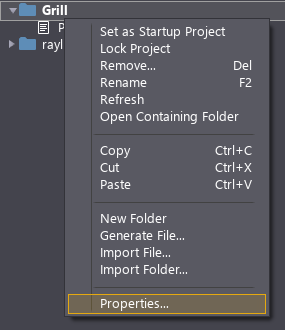 Grill
P
rayl
Set as Startup Project
Lock Project
Remove... Del
Rename F2
Refresh
Open Containing Folder
Copy Ctrl+C
Cut Ctrl+X
Paste Ctrl+V
New Folder
Generate File...
Import File...
Import Folder...
Properties...